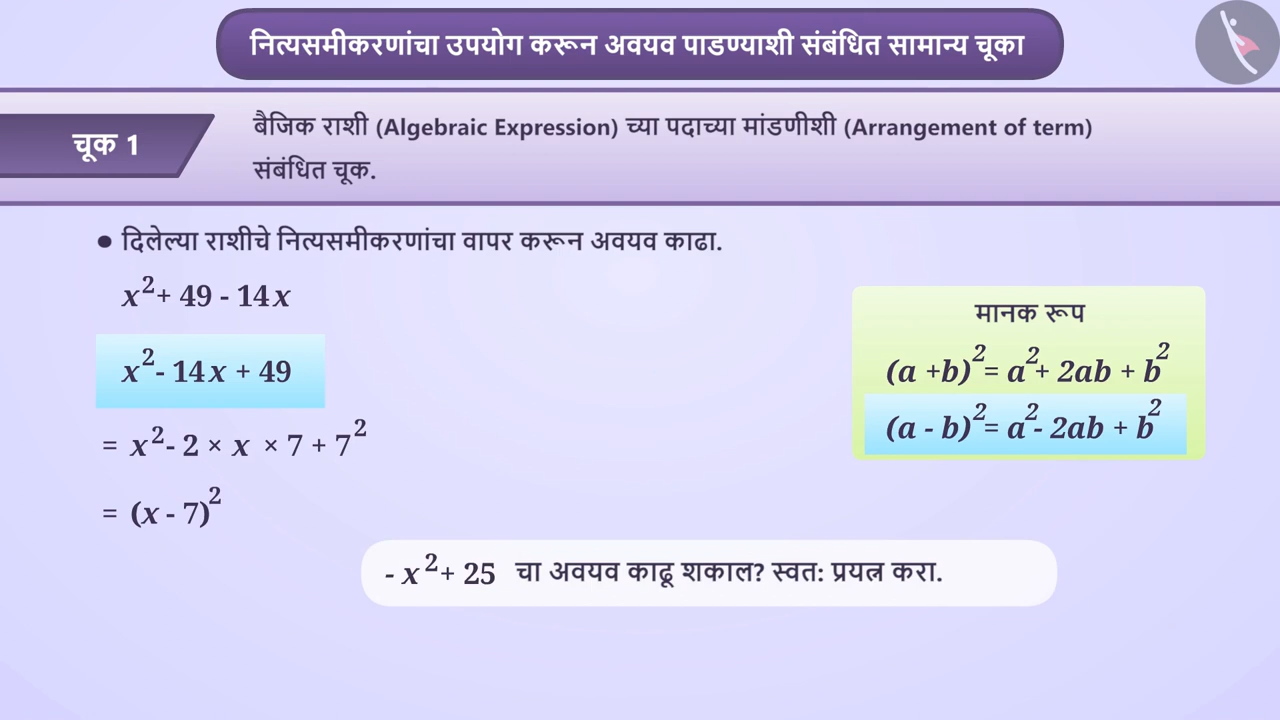 नित्यसमीकरणांचा उपयोग करून अवयव पाडण्याशी संबंधित सामान्य चूका
चूक 1
बैजिक राशी (Algebraic Expression) च्या पदाच्या मांडणीशी (Arrangement of term)
संबंधित चूक.
• दिलेल्या राशीचे नित्यसमीकरणांचा वापर करून अवयव काढा.
x² + 49 - 14x
x² - 14x + 49
= x² - 2 × x × 7 + 7²
= (x - 7)²
मानक रूप
(a + b)² = a² + 2ab + b²
(a - b)² = a² - 2ab + b²
- x² + 25 चा अवयव काढू शकाल? स्वत: प्रयत्न करा.